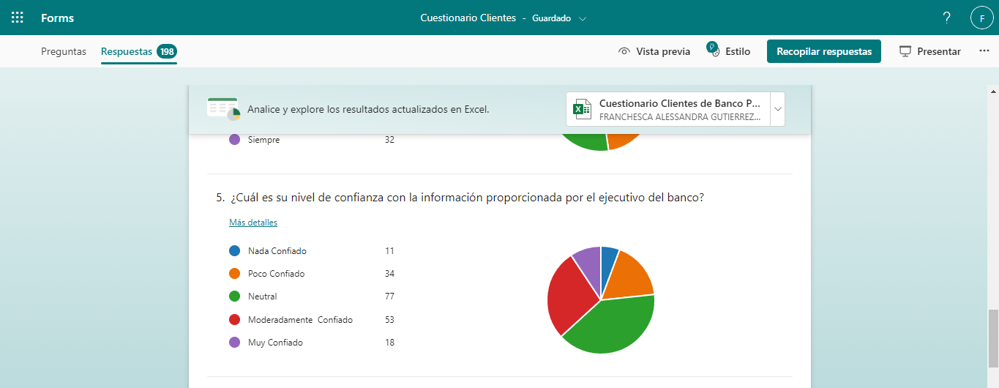 Forms
Cuestionario Clientes - Guardado
?
F
Preguntas
Respuestas 198
Vista previa
Estilo
Recopilar respuestas
Presentar
...
Analice y explore los resultados actualizados en Excel.
Cuestionario Clientes de Banco P...
FRANCHESCA ALESSANDRA GUTIERREZ...
Siempre 32
5. ¿Cuál es su nivel de confianza con la información proporcionada por el ejecutivo del banco?
Más detalles
Nada Confiado 11
Poco Confiado 34
Neutral 77
Moderadamente Confiado 53
Muy Confiado 18